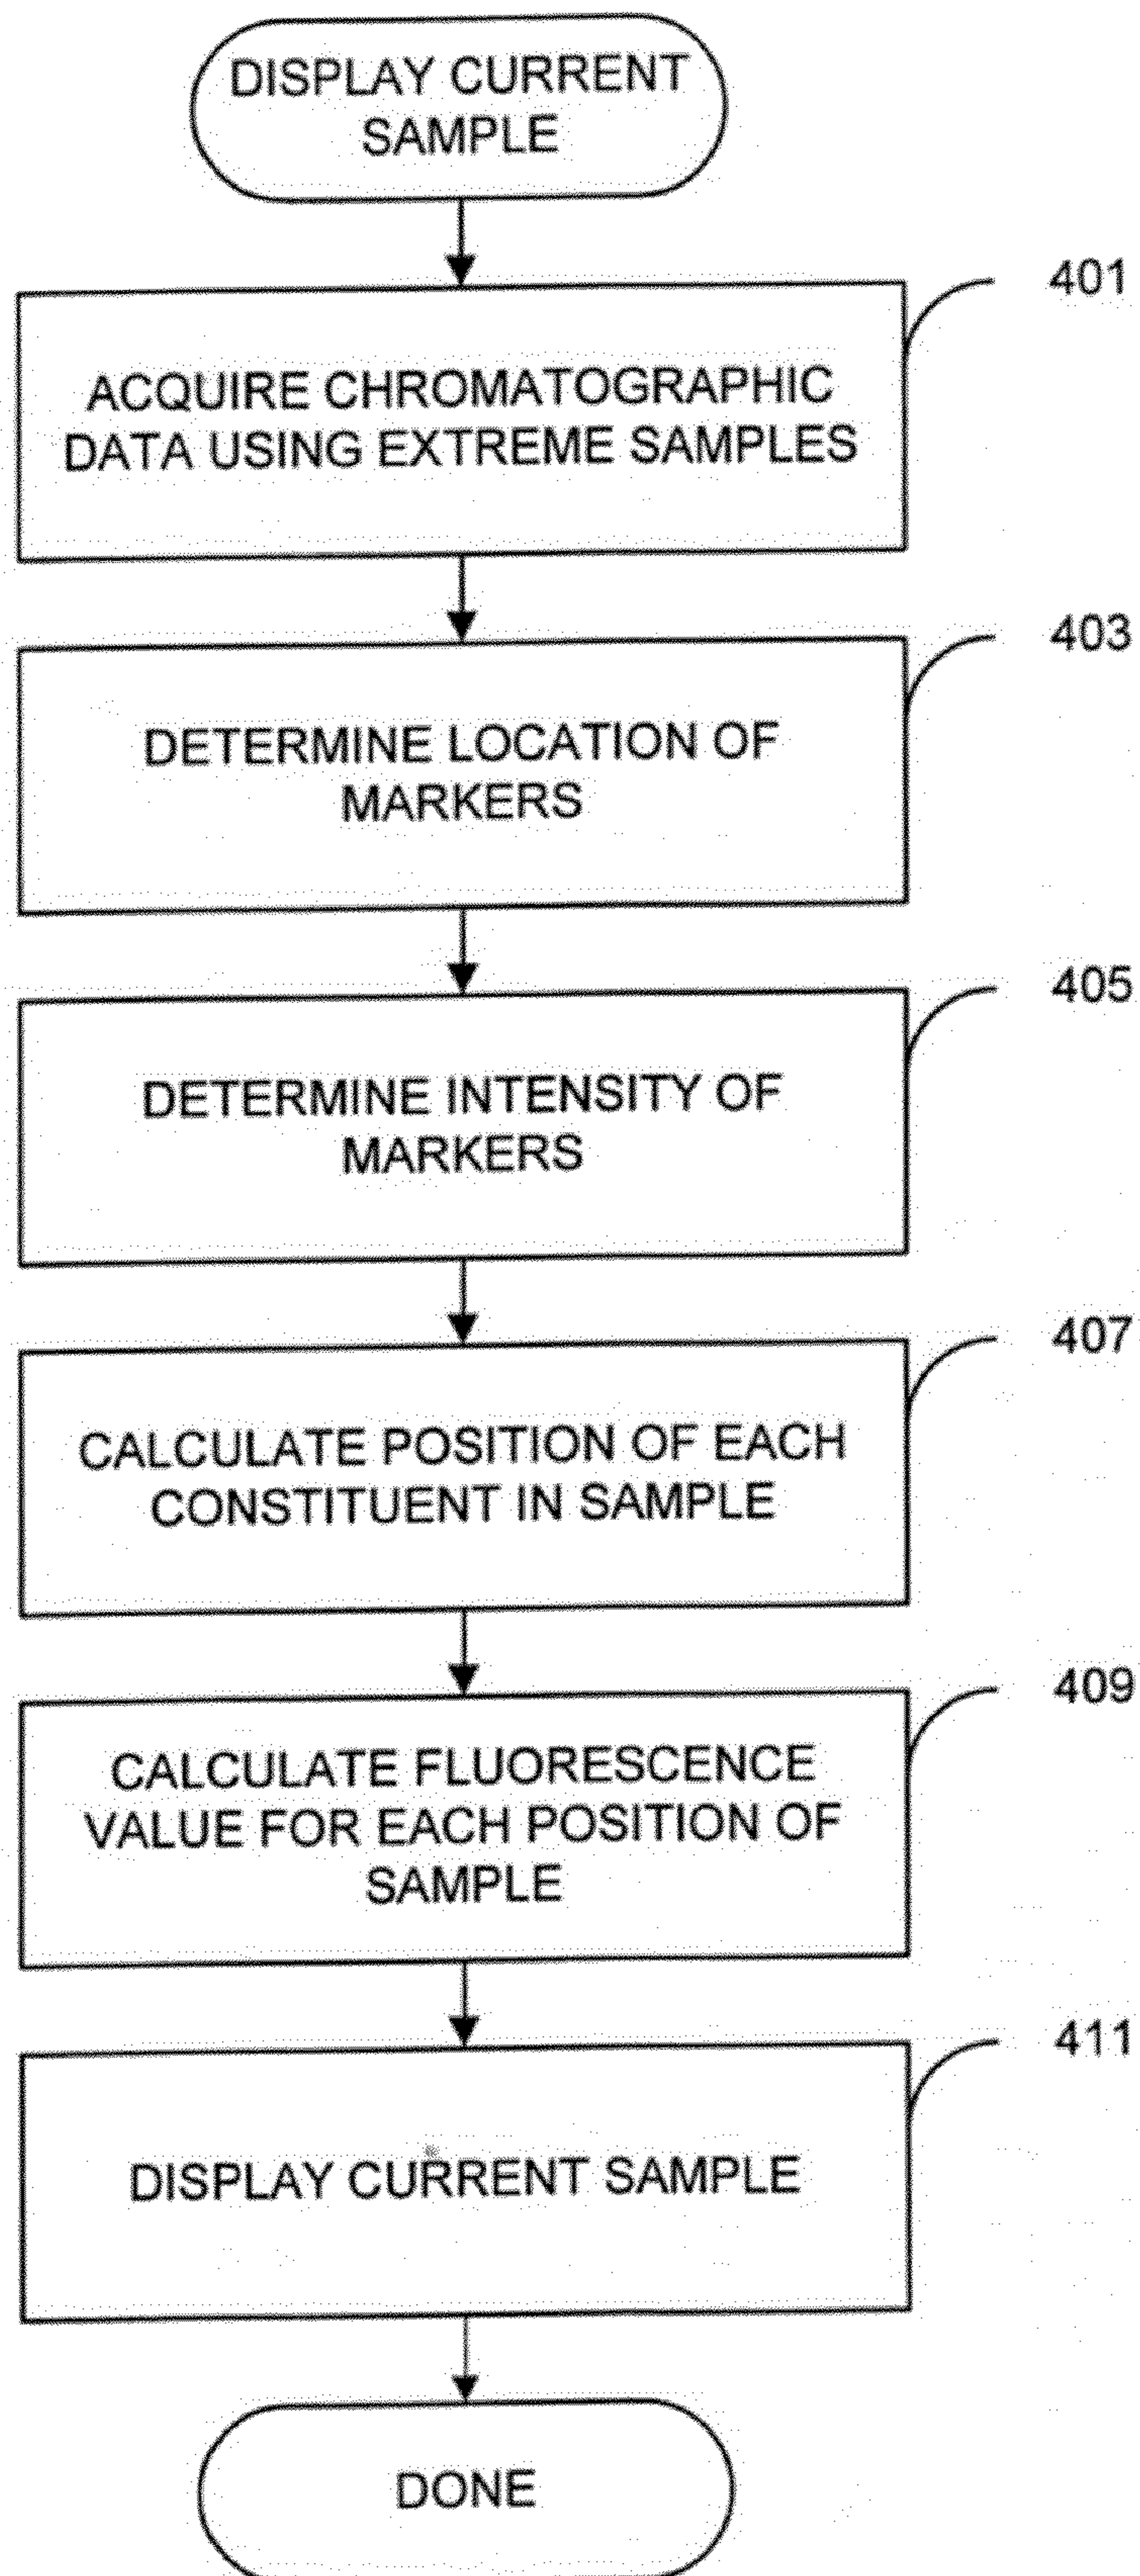 DISPLAY CURRENT
SAMPLE
401
ACQUIRE CHROMATOGRAPHIC
DATA USING EXTREME SAMPLES
403
DETERMINE LOCATION OF
MARKERS
405
DETERMINE INTENSITY OF
MARKERS
407
CALCULATE POSITION OF EACH
CONSTITUENT IN SAMPLE
409
CALCULATE FLUORESCENCE
VALUE FOR EACH POSITION OF
SAMPLE
411
DISPLAY CURRENT SAMPLE
DONE